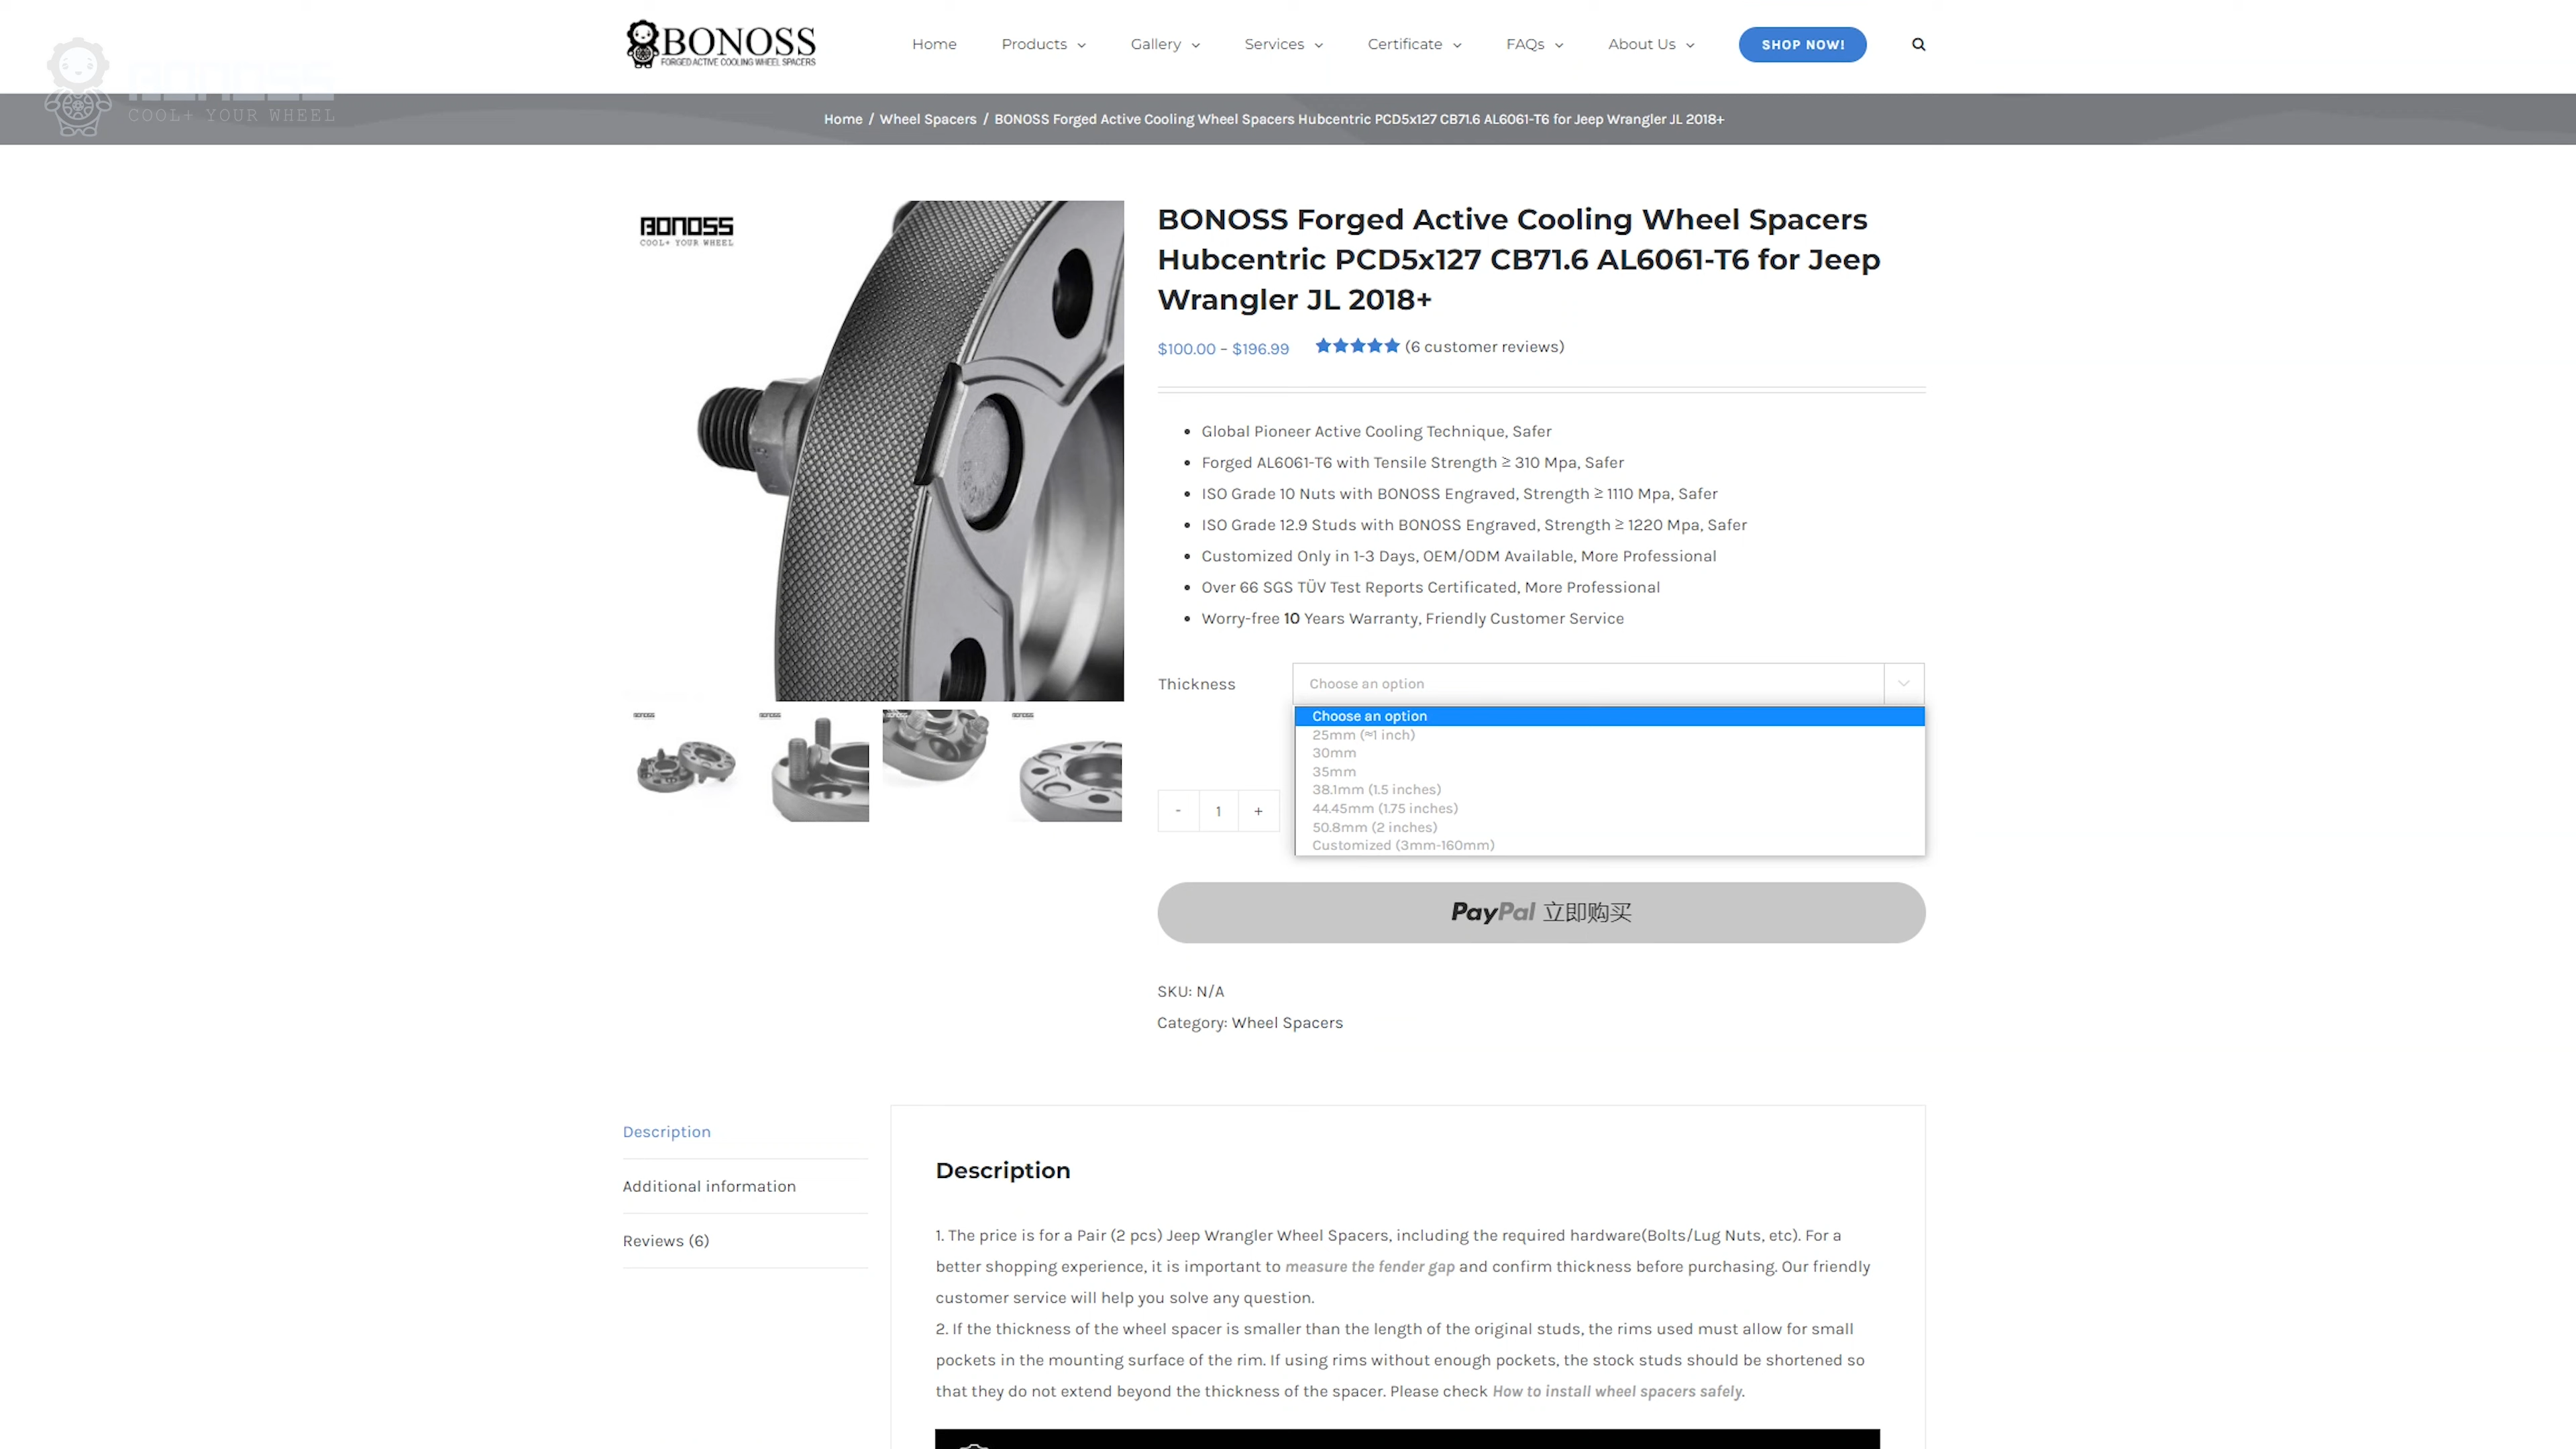 BONOSS
COOL+ YOUR WHEEL
BONOSS
FORGED ACTIVE COOLING WHEEL SPACERS
Home Products Gallery Services Certificate FAQs About Us SHOP NOW!
Home / Wheel Spacers / BONOSS Forged Active Cooling Wheel Spacers Hubcentric PCD5x127 CB71.6 AL6061-T6 for Jeep Wrangler JL 2018+
BONOSS
COOL+ YOUR WHEEL
BONOSS Forged Active Cooling Wheel Spacers
Hubcentric PCD5x127 CB71.6 AL6061-T6 for Jeep
Wrangler JL 2018+
$100.00 – $196.99 (6 customer reviews)
• Global Pioneer Active Cooling Technique, Safer
• Forged AL6061-T6 with Tensile Strength ≥ 310 Mpa, Safer
• ISO Grade 10 Nuts with BONOSS Engraved, Strength ≥ 1110 Mpa, Safer
• ISO Grade 12.9 Studs with BONOSS Engraved, Strength ≥ 1220 Mpa, Safer
• Customized Only in 1-3 Days, OEM/ODM Available, More Professional
• Over 66 SGS TÜV Test Reports Certificated, More Professional
• Worry-free 10 Years Warranty, Friendly Customer Service
Thickness Choose an option
Choose an option
25mm (≈1 inch)
30mm
35mm
38.1mm (1.5 inches)
44.45mm (1.75 inches)
50.8mm (2 inches)
Customized (3mm-160mm)
- 1 +
BONOSS BONOSS BONOSS BONOSS
PayPal 立即购买
SKU: N/A
Category: Wheel Spacers
Description
Additional information
Reviews (6)
Description
1. The price is for a Pair (2 pcs) Jeep Wrangler Wheel Spacers, including the required hardware(Bolts/Lug Nuts, etc). For a
better shopping experience, it is important to measure the fender gap and confirm thickness before purchasing. Our friendly
customer service will help you solve any question.
2. If the thickness of the wheel spacer is smaller than the length of the original studs, the rims used must allow for small
pockets in the mounting surface of the rim. If using rims without enough pockets, the stock studs should be shortened so
that they do not extend beyond the thickness of the spacer. Please check How to install wheel spacers safely.